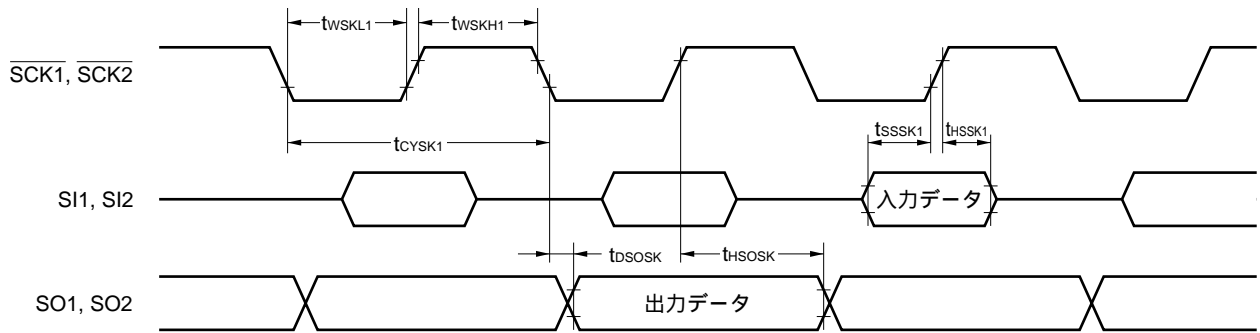 tWSKL1 tWSKH1
SCK1, SCK2
tCYSK1
tSSSK1 tHSSK1
SI1, SI2
入力データ
tDSOSK tHSOSK
SO1, SO2
出力データ